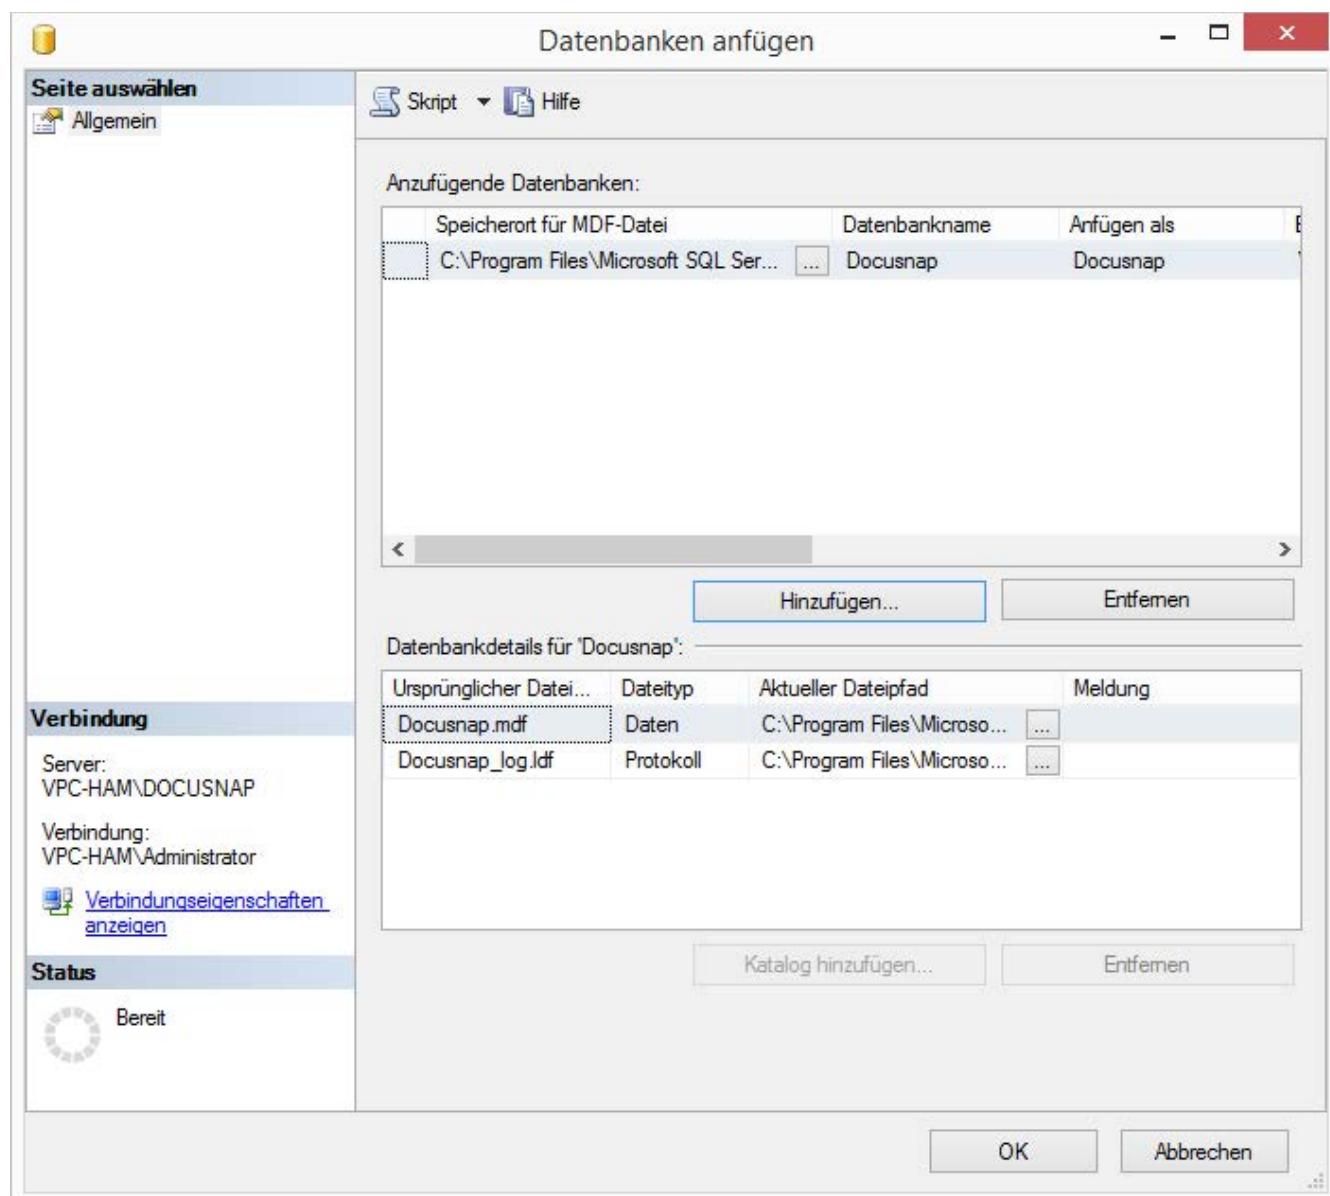 Datenbanken anfügen
Seite auswählen
Allgemein
Skript Hilfe
Anzufügende Datenbanken:
Speicherort für MDF-Datei Datenbankname Anfügen als
C:\Program Files\Microsoft SQL Ser... ... Docusnap Docusnap
Hinzufügen... Entfernen
Datenbankdetails für "Docusnap":
Ursprünglicher Datei... Dateityp Aktueller Dateipfad Meldung
Docusnap.mdf Daten C:\Program Files\Microso... ...
Docusnap_log.ldf Protokoll C:\Program Files\Microso... ...
Katalog hinzufügen... Entfernen
Verbindung
Server:
VPC-HAM\DOCUSNAP
Verbindung:
VPC-HAM\Administrator
Verbindungseigenschaften
anzeigen
Status
Bereit
OK Abbrechen